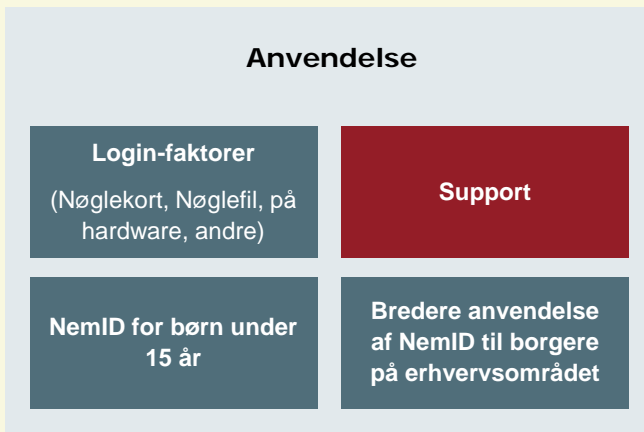 Anvendelse
Login-faktorer
(Nøglekort, Nøglefil, på
hardware, andre)
Support
NemID for børn under
15 år
Bredere anvendelse
af NemID til borgere
på erhvervsområdet